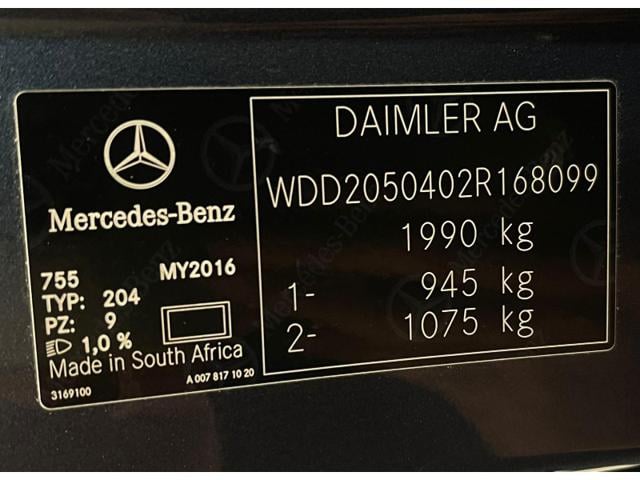 Mercedes-Benz
755 MY2016
TYP: 204
PZ: 9
1,0 %
Made in South Africa
3169100 A 007 817 10 20
DAIMLER AG
WDD2050402R168099
1990 kg
1- 945 kg
2- 1075 kg